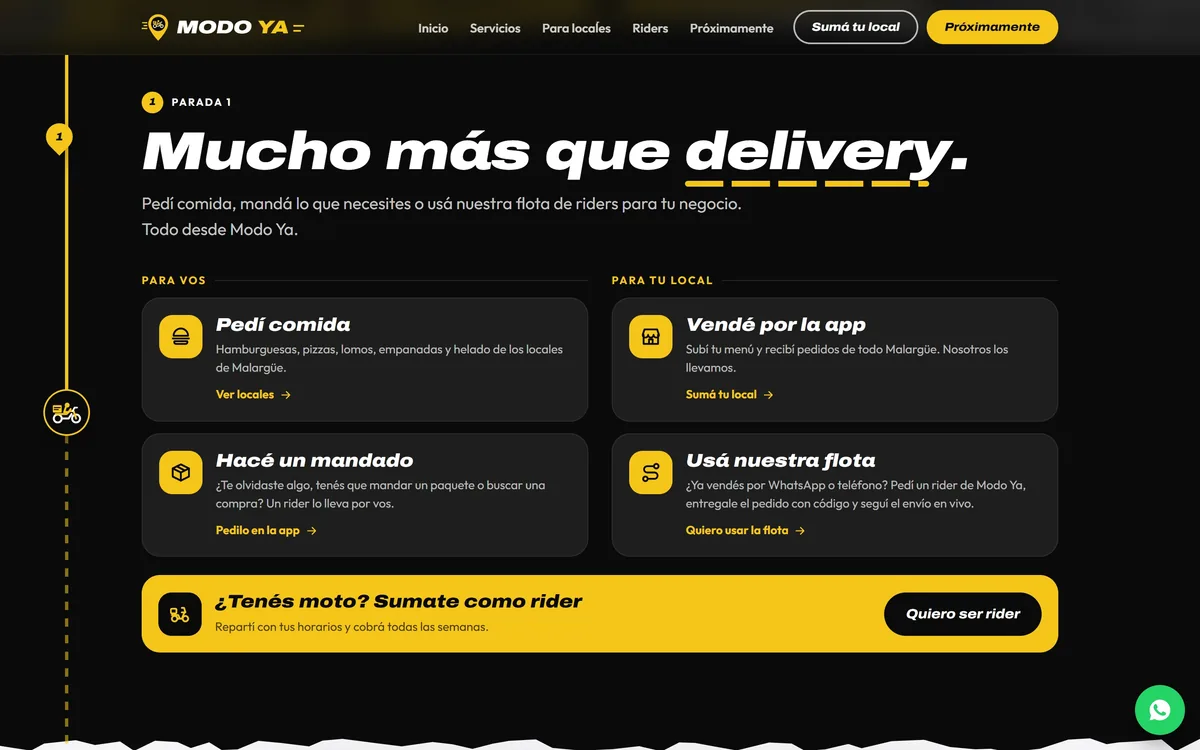 MODO YA
Inicio
Servicios
Para locales
Riders
Próximamente
Sumá tu local
Próximamente
1 PARADA 1
1
Mucho más que delivery.
Pedí comida, mandá lo que necesites o usá nuestra flota de riders para tu negocio.
Todo desde Modo Ya.
PARA VOS
Pedí comida
Hamburguesas, pizzas, lomos, empanadas y helado de los locales
de Malargüe.
Ver locales →
Hacé un mandado
¿Te olvidaste algo, tenés que mandar un paquete o buscar una
compra? Un rider lo lleva por vos.
Pedilo en la app →
PARA TU LOCAL
Vendé por la app
Subí tu menú y recibí pedidos de todo Malargüe. Nosotros los
llevamos.
Sumá tu local →
Usá nuestra flota
¿Ya vendés por WhatsApp o teléfono? Pedí un rider de Modo Ya,
entregale el pedido con código y seguí el envío en vivo.
Quiero usar la flota →
¿Tenés moto? Sumate como rider
Repartí con tus horarios y cobrá todas las semanas.
Quiero ser rider